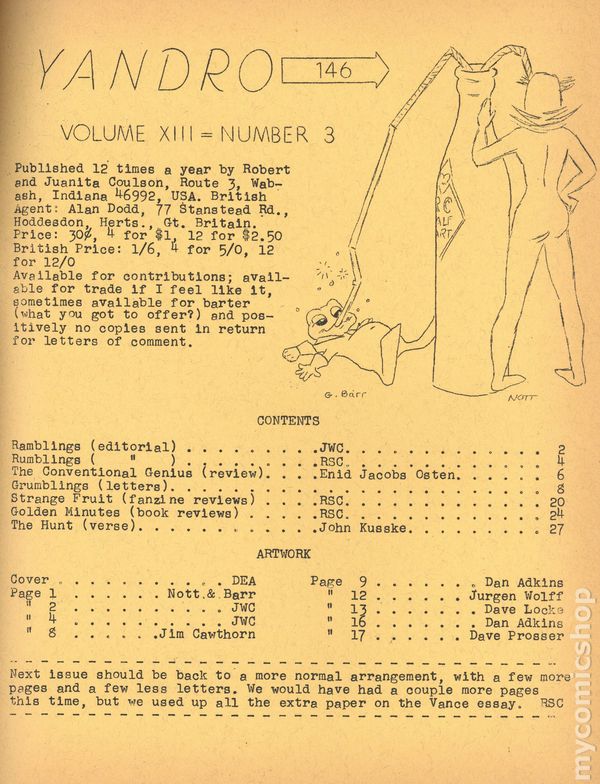 YANDRO 146
VOLUME XIII = NUMBER 3
Published 12 times a year by Robert
and Juanita Coulson, Route 3, Wab-
ash, Indiana 46992, USA. British
Agent: Alan Dodd, 77 Stanstead Rd.,
Hoddesdon, Herts., Gt. Britain.
Price: 30¢, 4 for $1, 12 for $2.50
British Price: 1/6, 4 for 5/0, 12
for 12/0
Available for contributions; avail-
able for trade if I feel like it,
sometimes available for barter
(what you got to offer?) and pos-
itively no copies sent in return
for letters of comment.
G. Barr
NOTT
CONTENTS
Ramblings (editorial) . . . . . . . . . .JWC. . . . . . . . . . . . 2
Rumblings ( " ) . . . . . . . . . .RSC. . . . . . . . . . . . 4
The Conventional Genius (review). . . .Enid Jacobs Osten. . . . . 6
Grumblings (letters). . . . . . . . . . . . . . . . . . . . . . . 8
Strange Fruit (fanzine reviews) . . . . .RSC. . . . . . . . . . . . 20
Golden Minutes (book reviews) . . . . . .RSC. . . . . . . . . . . . 24
The Hunt (verse). . . . . . . . . . . .John Kusske. . . . . . . . 27
ARTWORK
Cover . . . . . . . . . . . DEA Page 9 . . . . . . . Dan Adkins
Page 1 . . . . . . Nott & Barr " 12 . . . . . . Jurgen Wolff
" 2 . . . . . . . . . . JWC " 13 . . . . . . . Dave Locke
" 4 . . . . . . . . . . JWC " 16 . . . . . . . Dan Adkins
" 8 . . . . . .Jim Cawthorn " 17 . . . . . . Dave Prosser
Next issue should be back to a more normal arrangement, with a few more
pages and a few less letters. We would have had a couple more pages
this time, but we used up all the extra paper on the Vance essay. RSC
mycomicshop